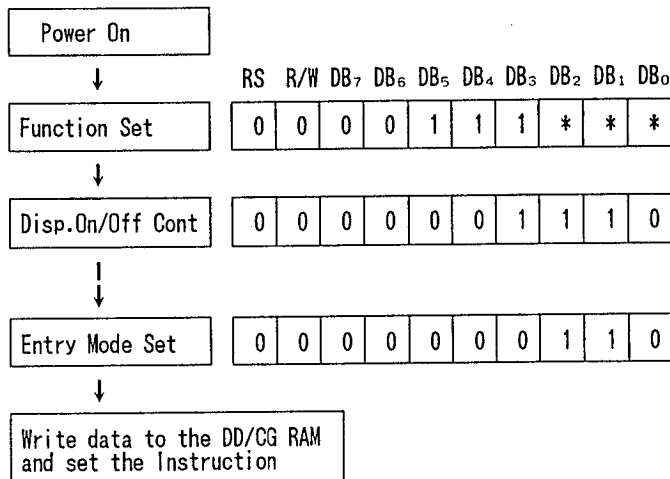 Power On
RS R/W DB₇ DB₆ DB₅ DB₄ DB₃ DB₂ DB₁ DB₀
Function Set 0 0 0 0 1 1 1 * * *
Disp.On/Off Cont 0 0 0 0 0 0 1 1 1 0
Entry Mode Set 0 0 0 0 0 0 0 1 1 0
Write data to the DD/CG RAM
and set the Instruction